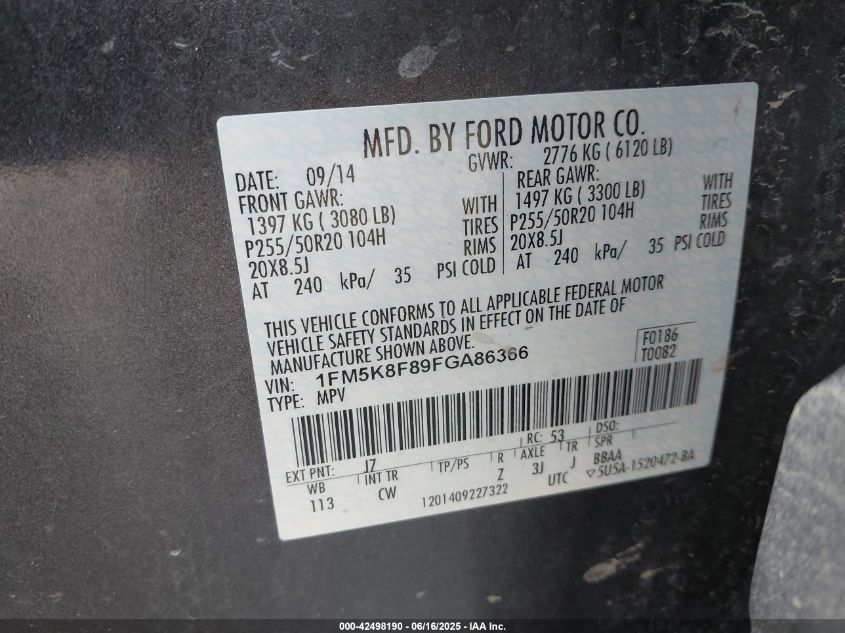 MFD. BY FORD MOTOR CO.
DATE: 09/14 GVWR: 2776 KG ( 6120 LB)
FRONT GAWR:
1397 KG ( 3080 LB) WITH
P255/50R20 104H TIRES
20X8.5J RIMS
AT 240 kPa/ 35 PSI COLD
REAR GAWR:
1497 KG ( 3300 LB) WITH
P255/50R20 104H TIRES
20X8.5J RIMS
AT 240 kPa/ 35 PSI COLD
THIS VEHICLE CONFORMS TO ALL APPLICABLE FEDERAL MOTOR
VEHICLE SAFETY STANDARDS IN EFFECT ON THE DATE OF
MANUFACTURE SHOWN ABOVE.
VIN: 1FM5K8F89FGA86366
TYPE: MPV
F0186
T0082
EXT PNT: J7 RC: 53 DSO:
WB INT TR TP/PS R AXLE TR SPR
113 CW Z 3J J BBAA
1201409227322 UTC ▽5U5A-1520472-BA
000-42498190 - 06/16/2025 - IAA Inc.